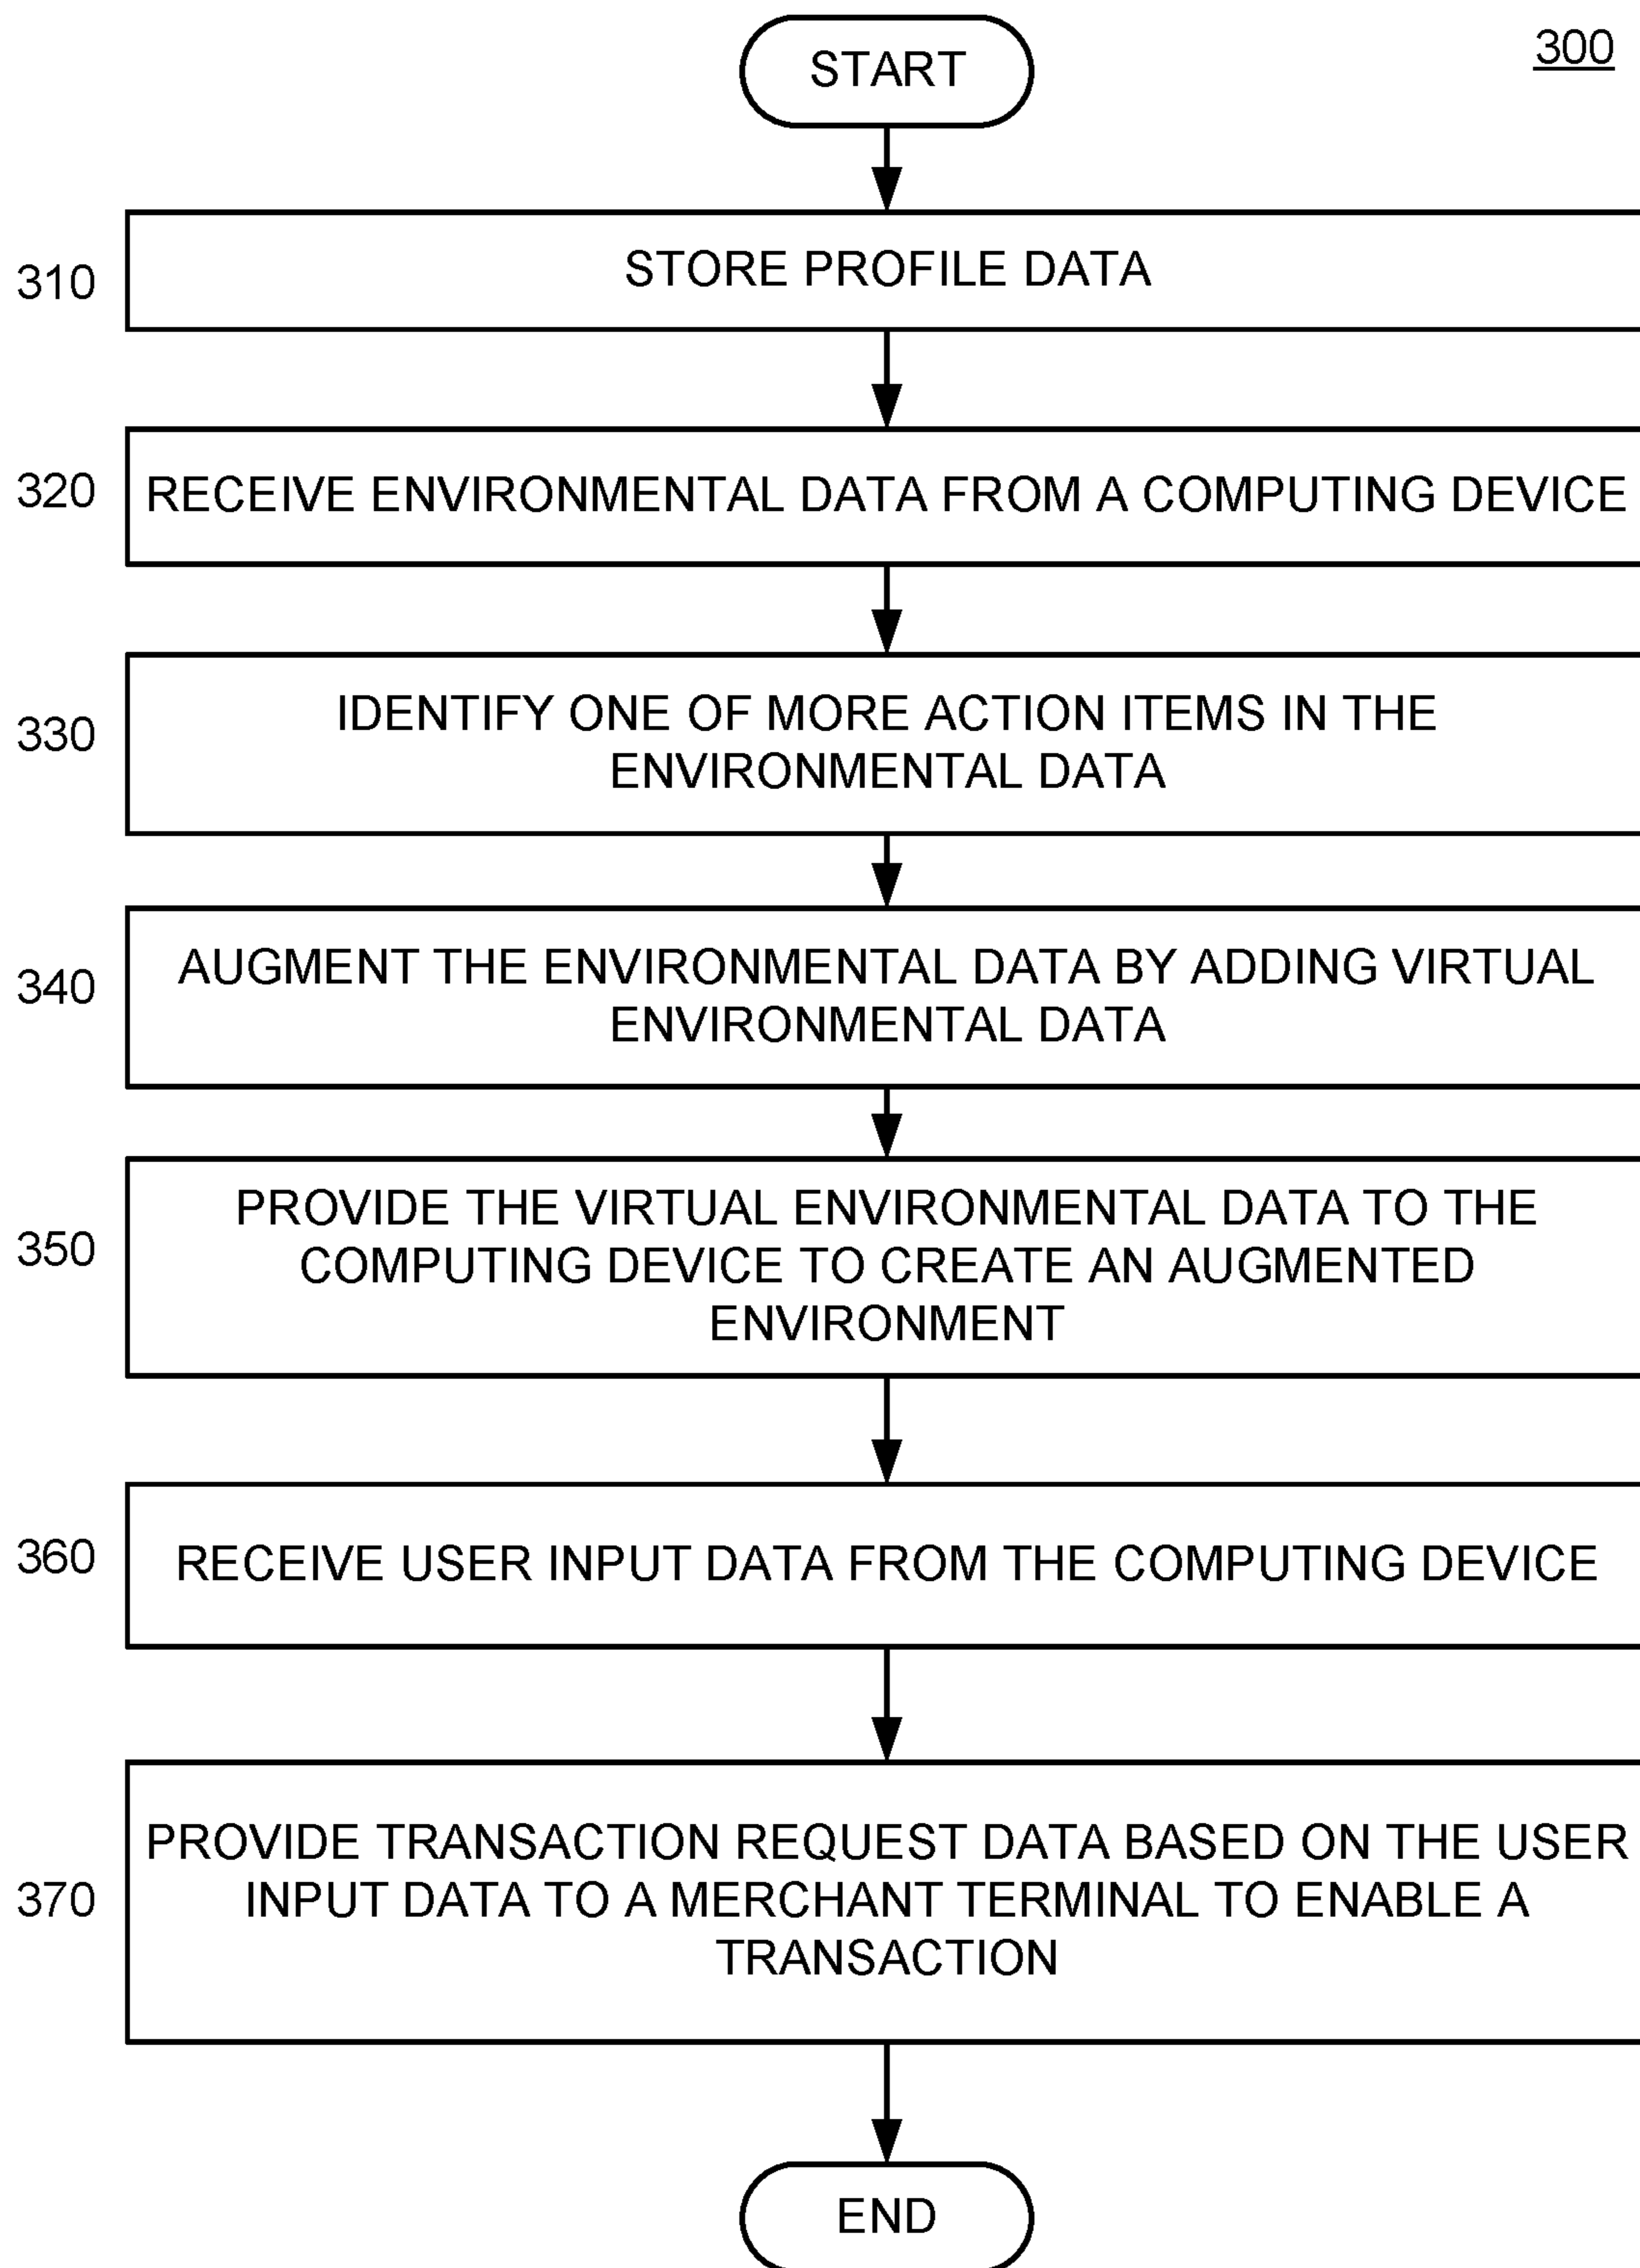 300
START
310
STORE PROFILE DATA
320
RECEIVE ENVIRONMENTAL DATA FROM A COMPUTING DEVICE
330
IDENTIFY ONE OF MORE ACTION ITEMS IN THE
ENVIRONMENTAL DATA
340
AUGMENT THE ENVIRONMENTAL DATA BY ADDING VIRTUAL
ENVIRONMENTAL DATA
350
PROVIDE THE VIRTUAL ENVIRONMENTAL DATA TO THE
COMPUTING DEVICE TO CREATE AN AUGMENTED
ENVIRONMENT
360
RECEIVE USER INPUT DATA FROM THE COMPUTING DEVICE
370
PROVIDE TRANSACTION REQUEST DATA BASED ON THE USER
INPUT DATA TO A MERCHANT TERMINAL TO ENABLE A
TRANSACTION
END